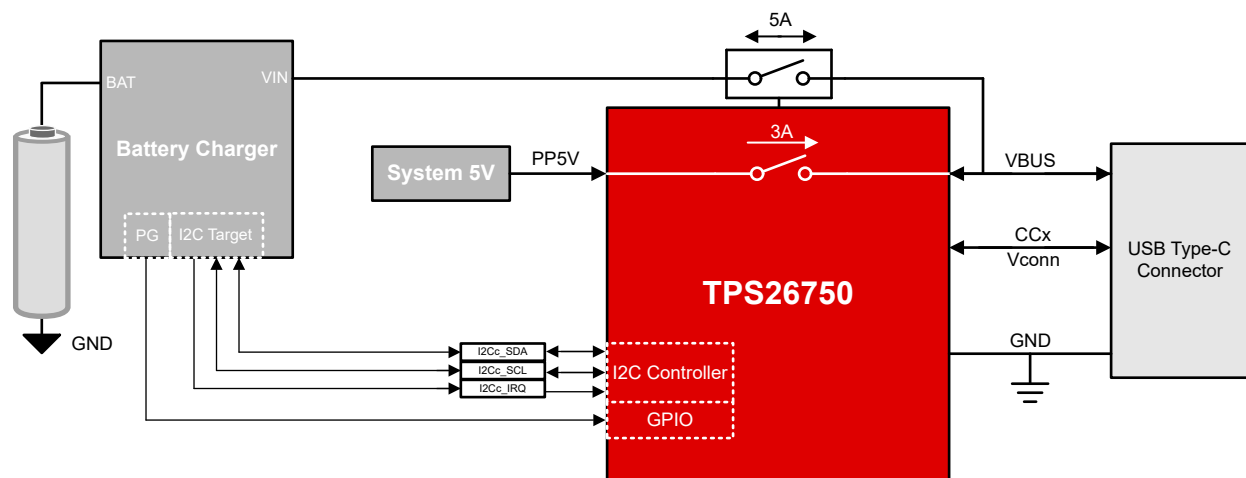 5A
BAT
VIN
Battery Charger
3A
System 5V
PP5V
VBUS
CCx
Vconn
USB Type-C
Connector
TPS26750
PG
I2C Target
GND
GND
I2Cc_SDA
I2Cc_SCL
I2Cc_IRQ
I2C Controller
GPIO